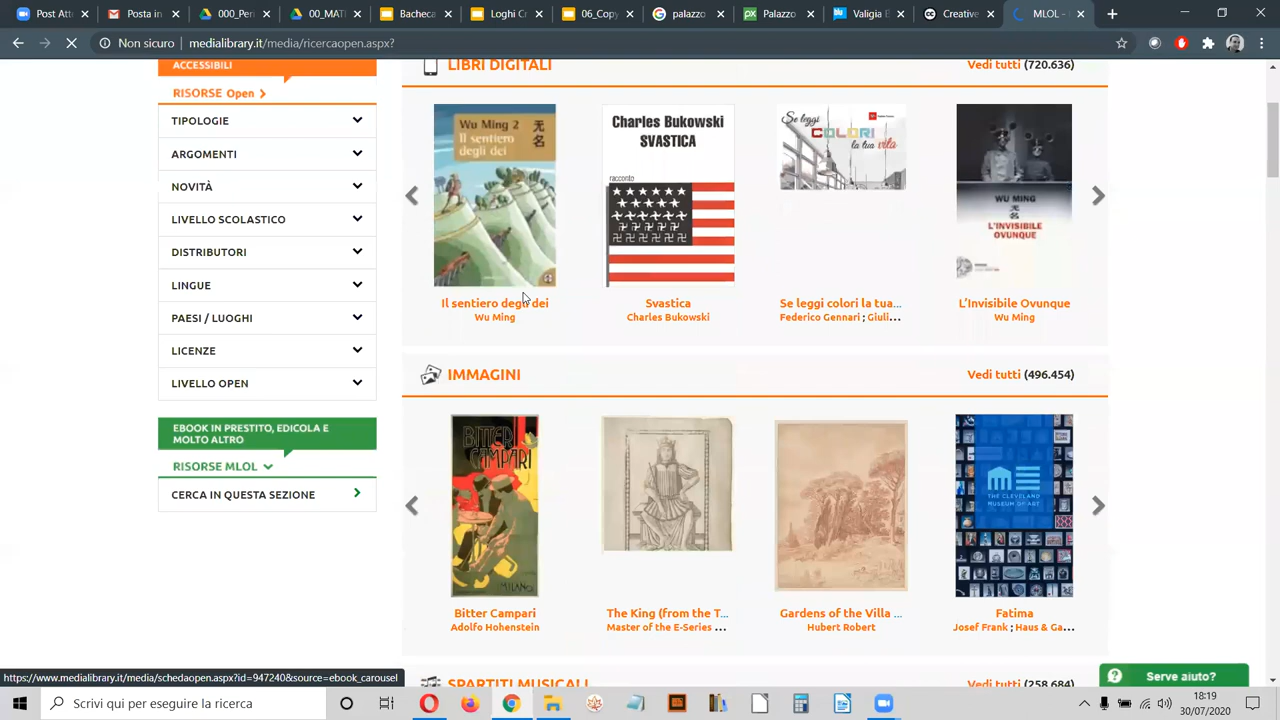 Post Att
000_Peri
000_MAT
Bacheca
Loghi Cr
06_Copy
palazzo
Palazzo
Valigia B
Creative
MLOL -
Non sicuro
medialibrary.it/media/ricercaopen.aspx?
ACCESSIBILI
RISORSE Open
TIPOLOGIE
ARGOMENTI
NOVITÀ
LIVELLO SCOLASTICO
DISTRIBUTORI
LINGUE
PAESI / LUOGHI
LICENZE
LIVELLO OPEN
EBOOK IN PRESTITO, EDICOLA E
MOLTO ALTRO
RISORSE MLOL
CERCA IN QUESTA SEZIONE
LIBRI DIGITALI
Vedi tutti (720.636)
Wu Ming 2
无
名
Il sentiero
degli dei
Charles Bukowski
SVASTICA
racconto
Se leggi
COLORI
la tua vita
WU MING
无
名
L'INVISIBILE
OVUNQUE
Il sentiero degli dei
Wu Ming
Svastica
Charles Bukowski
Se leggi colori la tua...
Federico Gennari ; Giuli...
L'Invisibile Ovunque
Wu Ming
IMMAGINI
Vedi tutti (496.454)
BITTER
CAMPARI
MILANO
THE CLEVELAND
MUSEUM OF ART
Bitter Campari
Adolfo Hohenstein
The King (from the T...
Master of the E-Series ...
Gardens of the Villa ...
Hubert Robert
Fatima
Josef Frank ; Haus & Ga...
SPARTITI MUSICALI
Vedi tutti (258.684)
Serve aiuto?
https://www.medialibrary.it/media/schedaopen.aspx?id=947240&source=ebook_carousel
Scrivi qui per eseguire la ricerca
18:19
30/07/2020